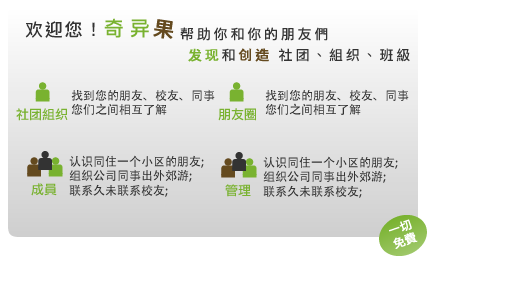 欢迎您！奇异果 帮助你和你的朋友們
发现和创造 社团、組织、班級
找到您的朋友、校友、同事
您们之间相互了解
社团組织
找到您的朋友、校友、同事
您们之间相互了解
朋友圈
认识同住一个小区的朋友;
组织公司同事出外郊游;
联系久未联系校友;
成員
认识同住一个小区的朋友;
组织公司同事出外郊游;
联系久未联系校友;
管理
一切
免費